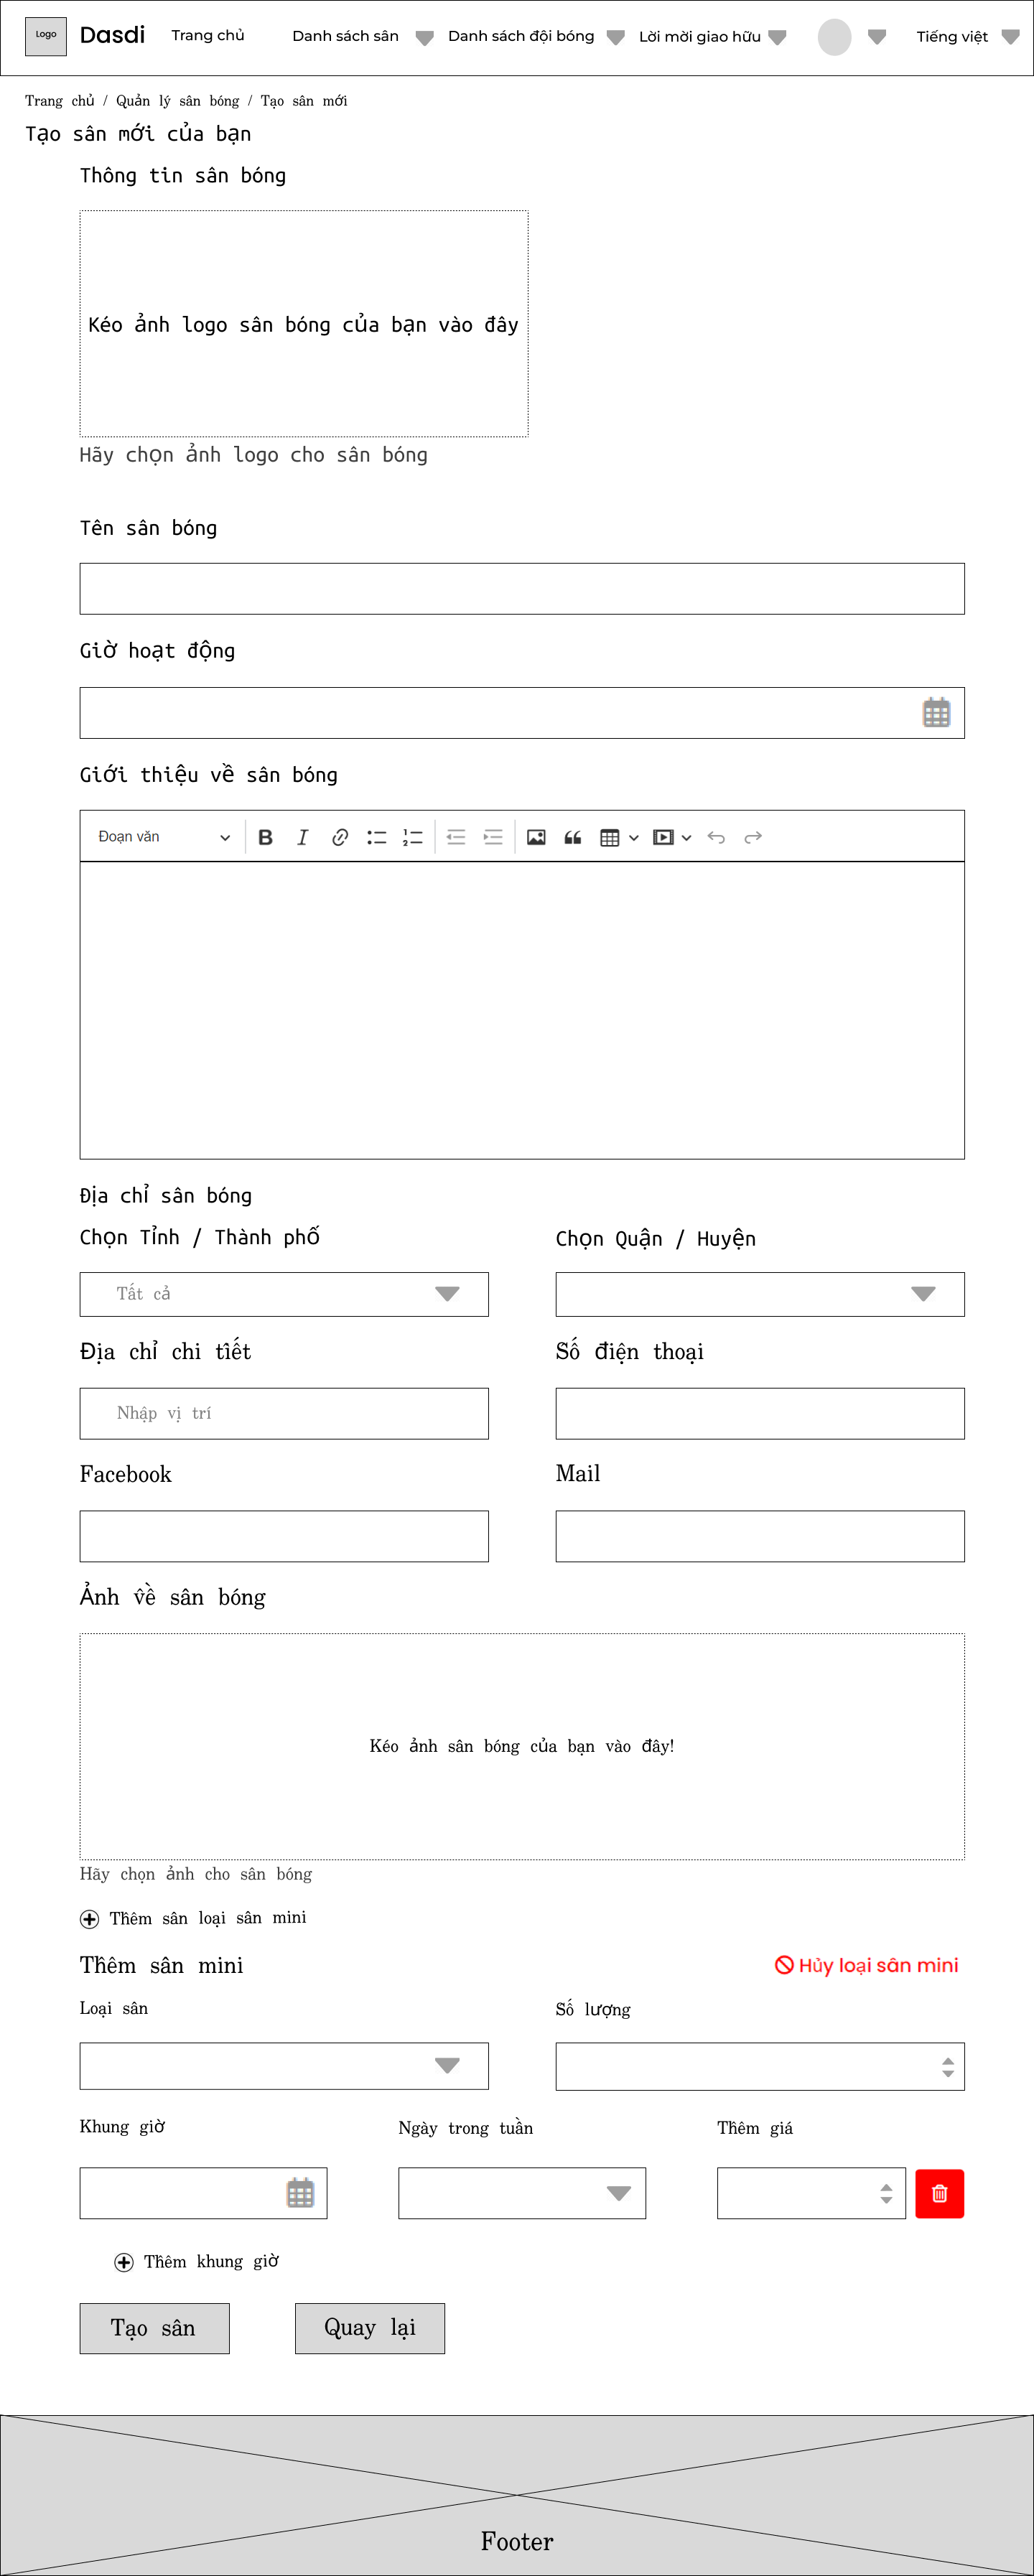 Logo Dasdi Trang chủ Danh sách sân Danh sách đội bóng Lời mời giao hữu Tiếng việt
Trang chủ / Quản lý sân bóng / Tạo sân mới
Tạo sân mới của bạn
Thông tin sân bóng
Kéo ảnh logo sân bóng của bạn vào đây
Hãy chọn ảnh logo cho sân bóng
Tên sân bóng
Giờ hoạt động
Giới thiệu về sân bóng
Đoạn văn B I
Địa chỉ sân bóng
Chọn Tỉnh / Thành phố Chọn Quận / Huyện
Tất cả
Địa chỉ chi tiết Số điện thoại
Nhập vị trí
Facebook Mail
Ảnh về sân bóng
Kéo ảnh sân bóng của bạn vào đây!
Hãy chọn ảnh cho sân bóng
Thêm sân loại sân mini
Thêm sân mini Hủy loại sân mini
Loại sân Số lượng
Khung giờ Ngày trong tuần Thêm giá
Thêm khung giờ
Tạo sân Quay lại
Footer